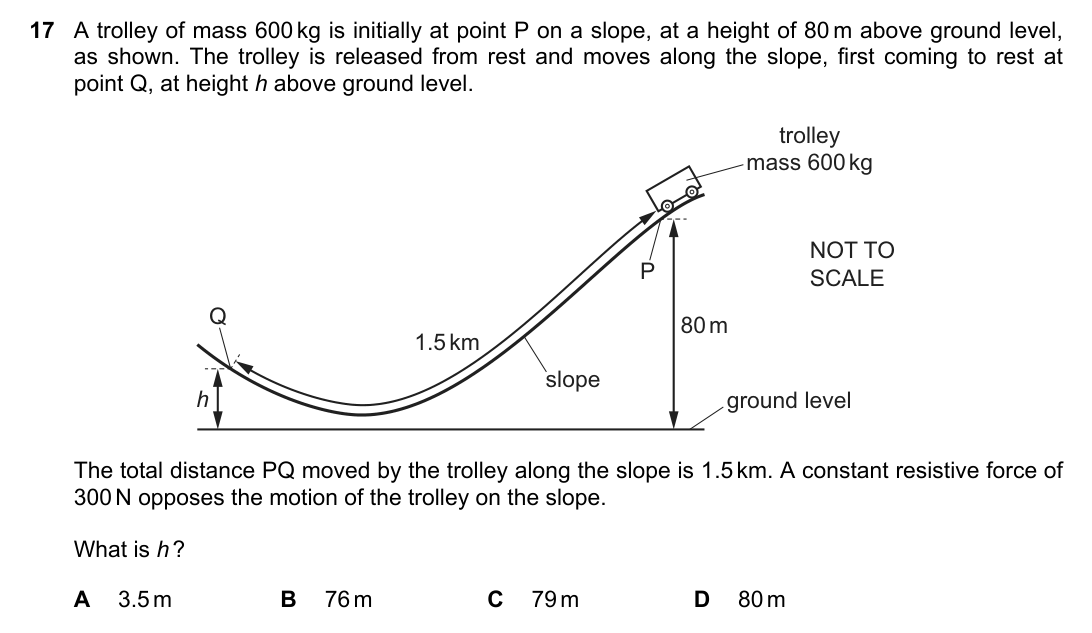 17 A trolley of mass 600 kg is initially at point P on a slope, at a height of 80 m above ground level,
as shown. The trolley is released from rest and moves along the slope, first coming to rest at
point Q, at height h above ground level.
trolley
mass 600 kg
P
NOT TO
SCALE
Q
80 m
1.5 km
slope
h
ground level
The total distance PQ moved by the trolley along the slope is 1.5 km. A constant resistive force of
300 N opposes the motion of the trolley on the slope.
What is h?
A 3.5 m B 76 m C 79 m D 80 m